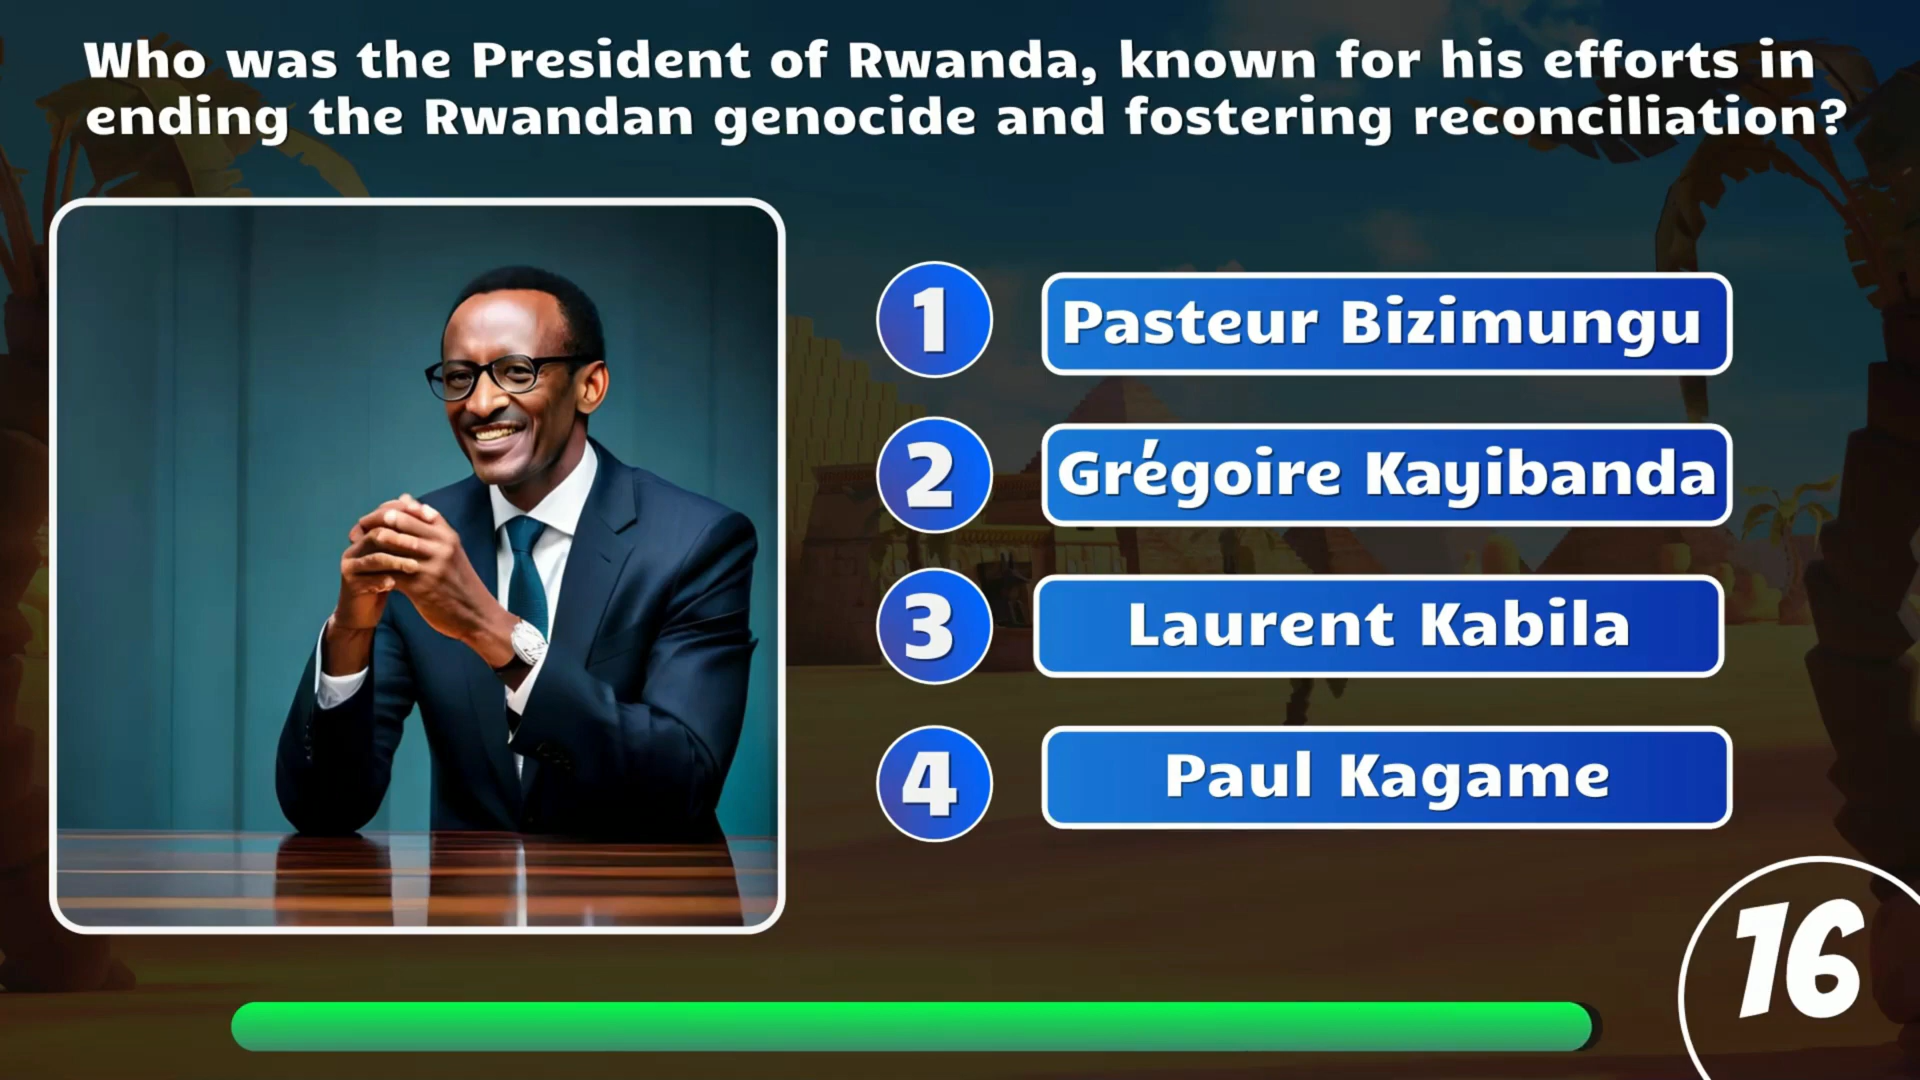 Who was the President of Rwanda, known for his efforts in
ending the Rwandan genocide and fostering reconciliation?
1 Pasteur Bizimungu
2 Grégoire Kayibanda
3 Laurent Kabila
4 Paul Kagame
16